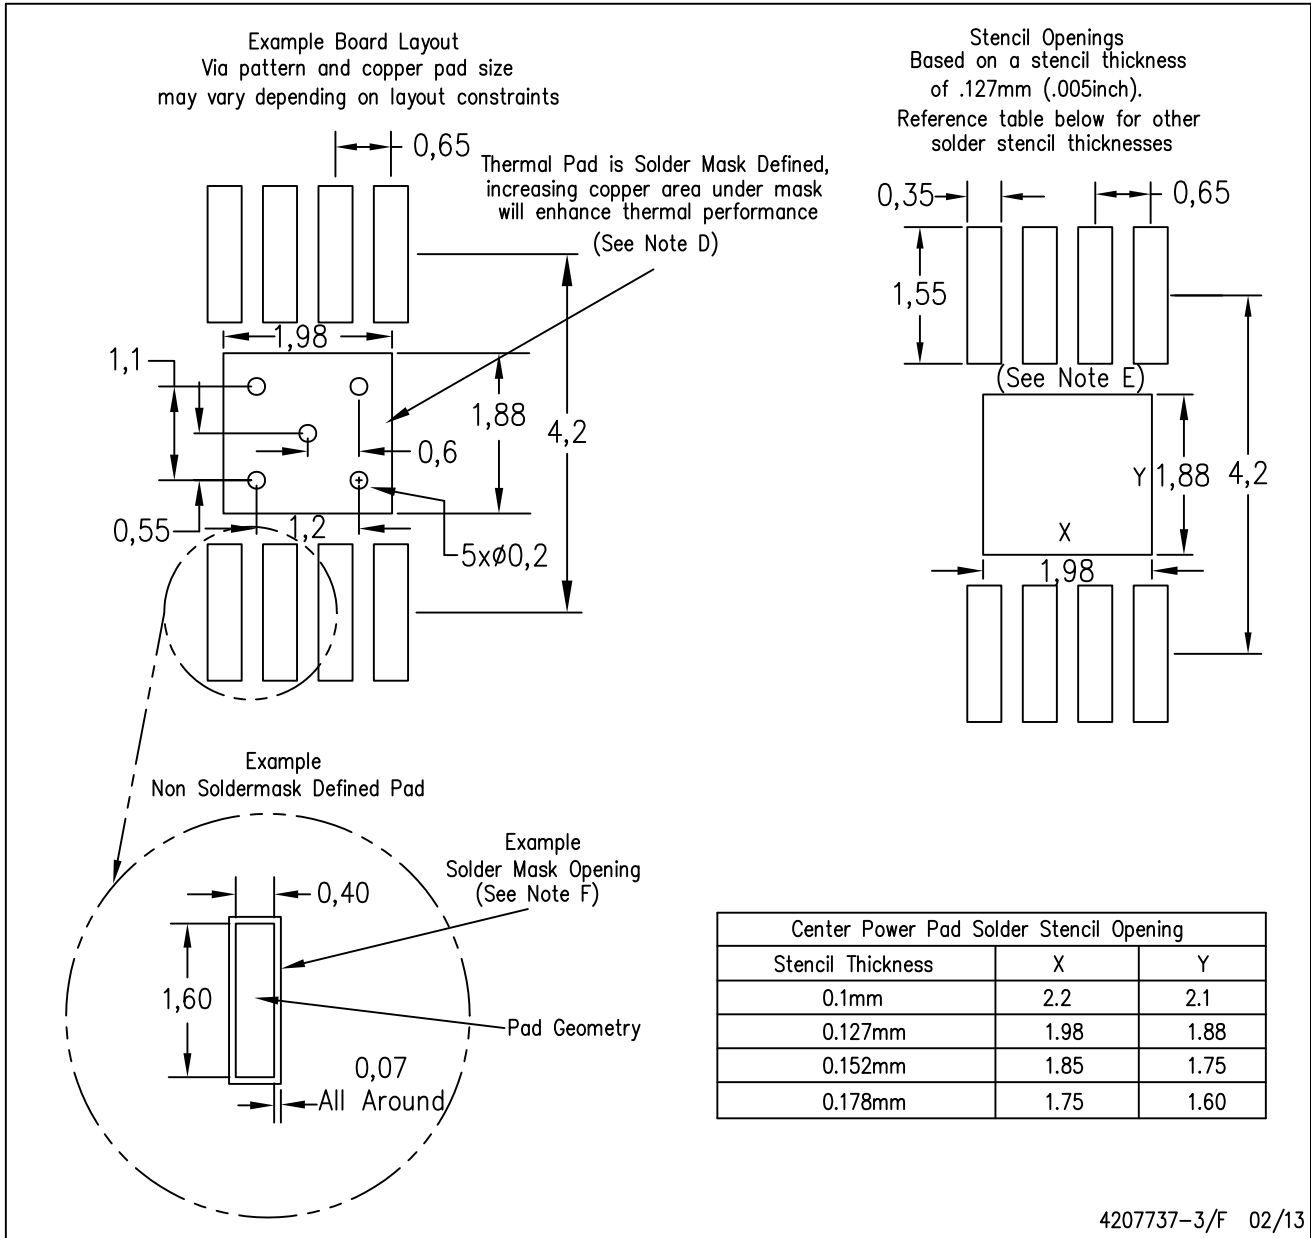 Example Board Layout
Via pattern and copper pad size
may vary depending on layout constraints
0,65
Thermal Pad is Solder Mask Defined,
increasing copper area under mask
will enhance thermal performance
(See Note D)
1,98
1,1
1,88
4,2
0,6
0,55
1,2
5xø0,2
Stencil Openings
Based on a stencil thickness
of .127mm (.005inch).
Reference table below for other
solder stencil thicknesses
0,35
0,65
1,55
(See Note E)
Y
1,88
4,2
X
1,98
Example
Non Soldermask Defined Pad
Example
Solder Mask Opening
(See Note F)
0,40
1,60
Pad Geometry
0,07
All Around
Center Power Pad Solder Stencil Opening
Stencil Thickness X Y
0.1mm 2.2 2.1
0.127mm 1.98 1.88
0.152mm 1.85 1.75
0.178mm 1.75 1.60
4207737-3/F 02/13